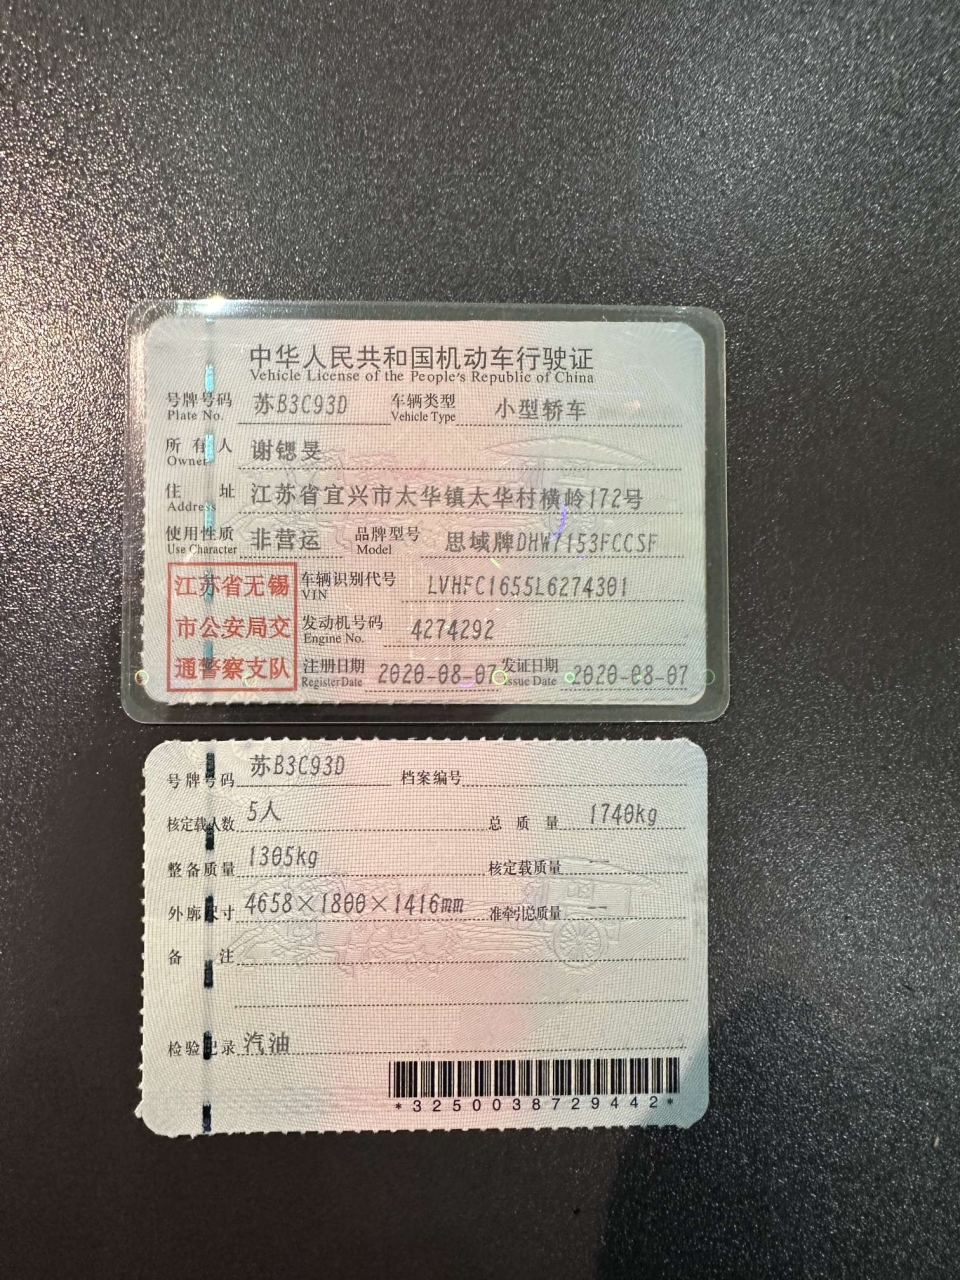 中华人民共和国机动车行驶证
Vehicle License of the People's Republic of China
号牌号码 苏B3C93D 车辆类型 小型轿车
Plate No. Vehicle Type
所有人 谢锶旻
Owner
住址 江苏省宜兴市太华镇太华村横岭172号
Address
使用性质 非营运 品牌型号 思域牌DHW7153FCCSF
Use Character Model
江苏省无锡
市公安局交
通警察支队
车辆识别代号 LVHFC1655L6274301
VIN
发动机号码 4274292
Engine No.
注册日期 2020-08-07 发证日期 2020-08-07
Register Date Issue Date
号牌号码 苏B3C93D 档案编号
核定载人数 5人 总质量 1740kg
整备质量 1305kg 核定载质量 --
外廓尺寸 4658×1800×1416mm 准牵引总质量 --
备注
检验记录 汽油
*3250038729442*